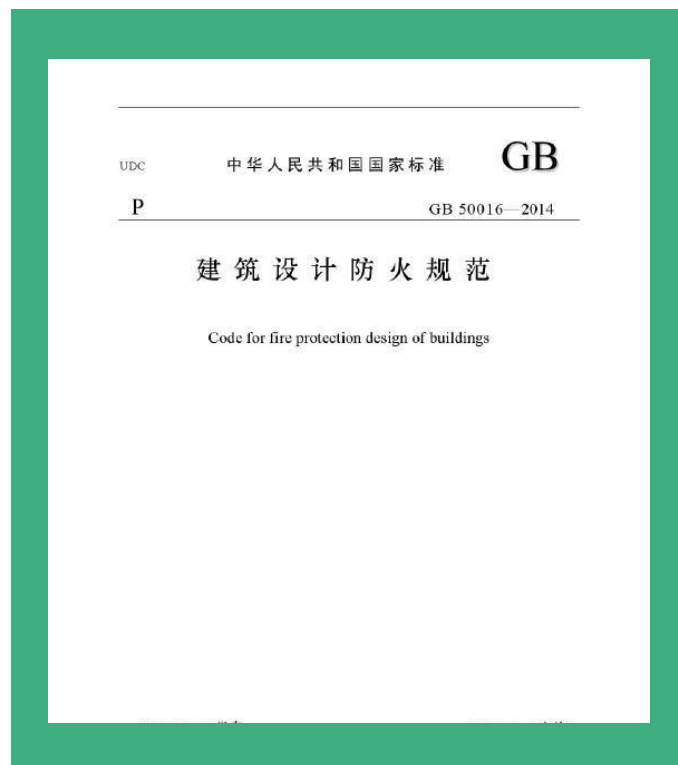 UDC
中华人民共和国国家标准
GB
P
GB 50016—2014
建筑设计防火规范
Code for fire protection design of buildings